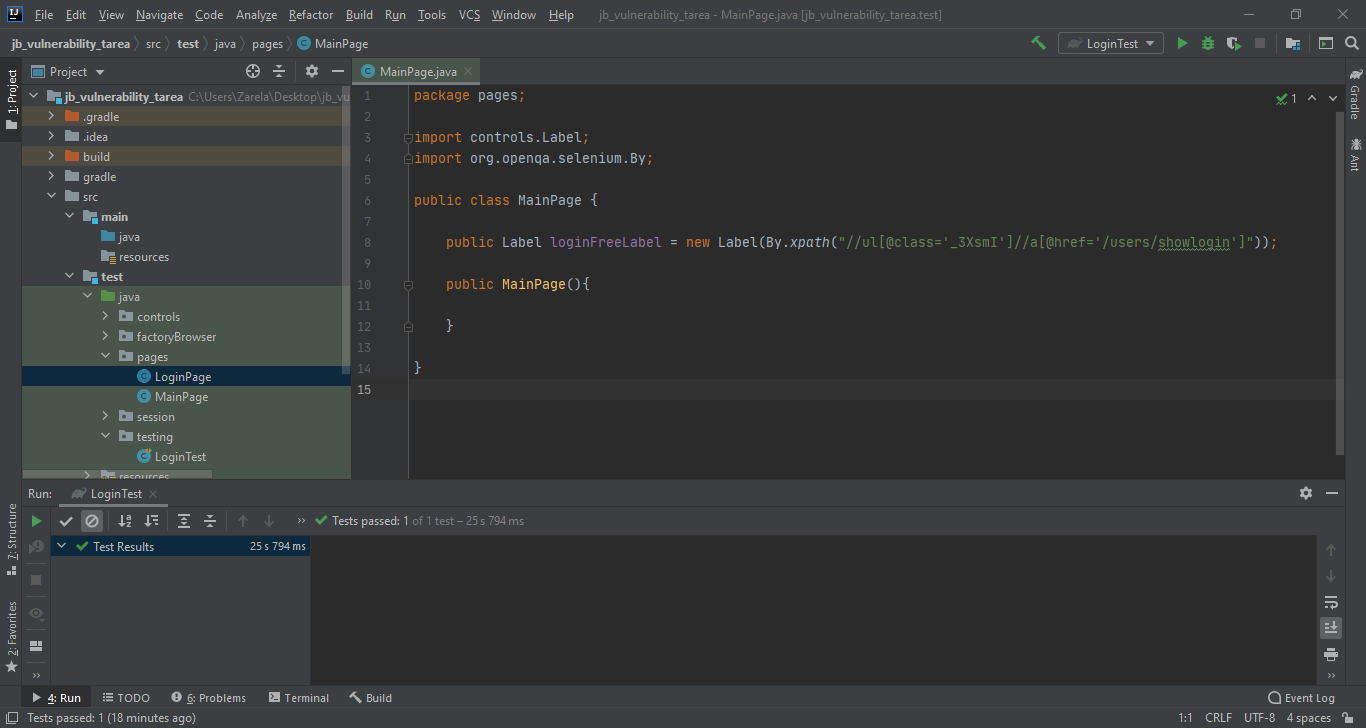 File Edit View Navigate Code Analyze Refactor Build Run Tools VCS Window Help jb_vulnerability_tarea - MainPage.java [jb_vulnerability_tarea.test]
jb_vulnerability_tarea src test java pages MainPage LoginTest
1: Project
Project
jb_vulnerability_tarea C:\Users\Zarela\Desktop\jb_vu
.gradle
.idea
build
gradle
src
main
java
resources
test
java
controls
factoryBrowser
pages
LoginPage
MainPage
session
testing
LoginTest
resources
MainPage.java
1 package pages;
2
3 import controls.Label;
4 import org.openqa.selenium.By;
5
6 public class MainPage {
7
8 public Label loginFreeLabel = new Label(By.xpath("//ul[@class='_3XsmI']//a[@href='/users/showlogin']"));
9
10 public MainPage(){
11
12 }
13
14 }
15
1
Gradle
Ant
Run: LoginTest
Tests passed: 1 of 1 test – 25 s 794 ms
Test Results 25 s 794 ms
7: Structure
2: Favorites
4: Run TODO 6: Problems Terminal Build Event Log
Tests passed: 1 (18 minutes ago) 1:1 CRLF UTF-8 4 spaces